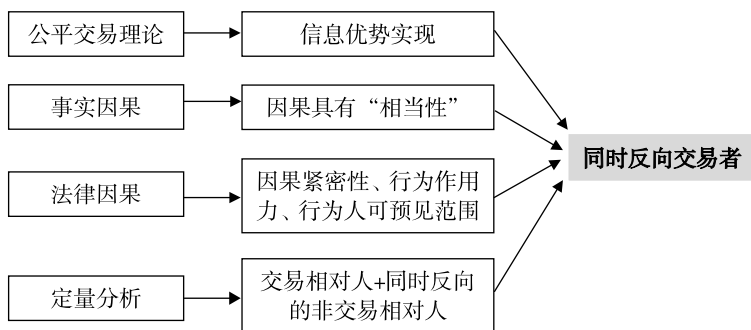 公平交易理论
信息优势实现
事实因果
因果具有“相当性”
同时反向交易者
法律因果
因果紧密性、行为作用
力、行为人可预见范围
定量分析
交易相对人+同时反向
的非交易相对人